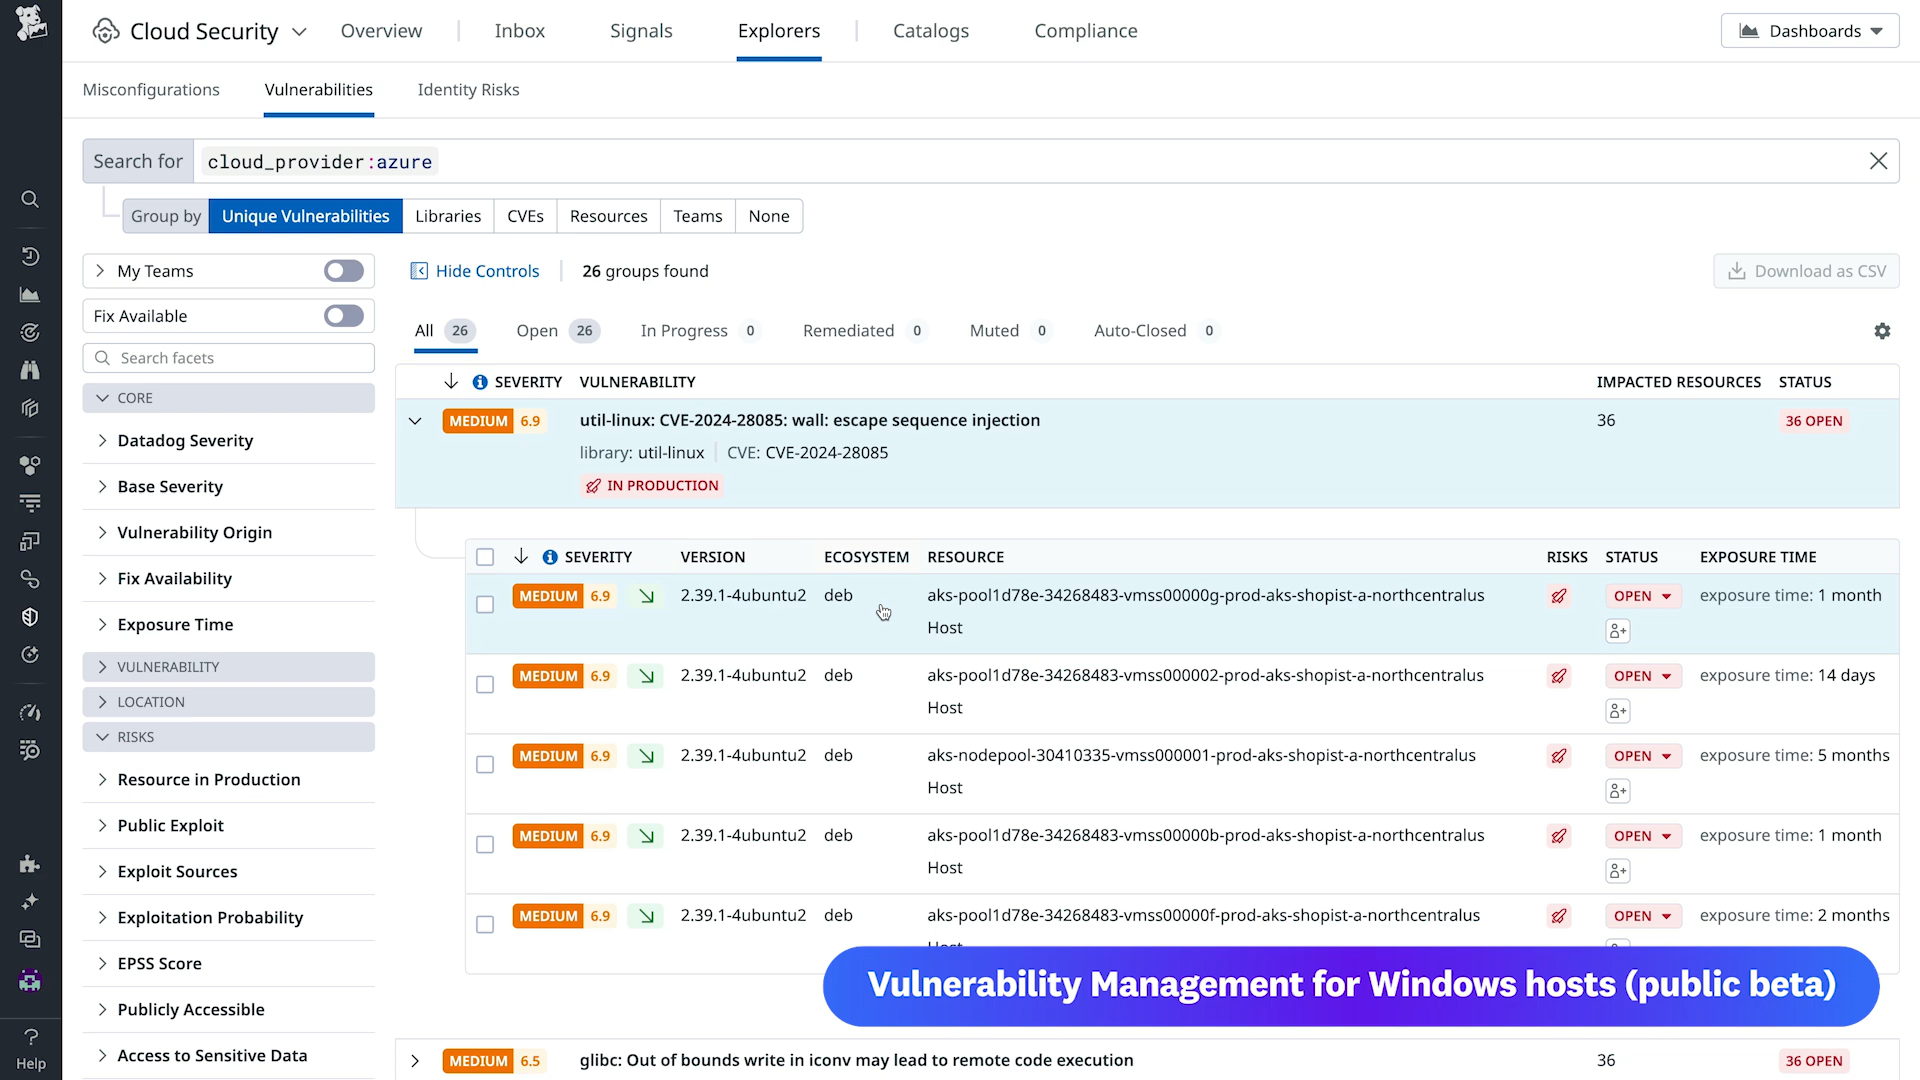 Cloud Security
Overview
Inbox
Signals
Explorers
Catalogs
Compliance
Dashboards
Misconfigurations
Vulnerabilities
Identity Risks
Search for
cloud_provider:azure
Group by
Unique Vulnerabilities
Libraries
CVEs
Resources
Teams
None
My Teams
Fix Available
Search facets
CORE
Datadog Severity
Base Severity
Vulnerability Origin
Fix Availability
Exposure Time
VULNERABILITY
LOCATION
RISKS
Resource in Production
Public Exploit
Exploit Sources
Exploitation Probability
EPSS Score
Publicly Accessible
Access to Sensitive Data
Help
Hide Controls
26 groups found
Download as CSV
All 26
Open 26
In Progress 0
Remediated 0
Muted 0
Auto-Closed 0
SEVERITY VULNERABILITY IMPACTED RESOURCES STATUS
MEDIUM 6.9 util-linux: CVE-2024-28085: wall: escape sequence injection 36 36 OPEN
library: util-linux CVE: CVE-2024-28085
IN PRODUCTION
SEVERITY VERSION ECOSYSTEM RESOURCE RISKS STATUS EXPOSURE TIME
MEDIUM 6.9 2.39.1-4ubuntu2 deb aks-pool1d78e-34268483-vmss00000g-prod-aks-shopist-a-northcentralus OPEN exposure time: 1 month
Host
MEDIUM 6.9 2.39.1-4ubuntu2 deb aks-pool1d78e-34268483-vmss000002-prod-aks-shopist-a-northcentralus OPEN exposure time: 14 days
Host
MEDIUM 6.9 2.39.1-4ubuntu2 deb aks-nodepool-30410335-vmss000001-prod-aks-shopist-a-northcentralus OPEN exposure time: 5 months
Host
MEDIUM 6.9 2.39.1-4ubuntu2 deb aks-pool1d78e-34268483-vmss00000b-prod-aks-shopist-a-northcentralus OPEN exposure time: 1 month
Host
MEDIUM 6.9 2.39.1-4ubuntu2 deb aks-pool1d78e-34268483-vmss00000f-prod-aks-shopist-a-northcentralus OPEN exposure time: 2 months
Host
Vulnerability Management for Windows hosts (public beta)
MEDIUM 6.5 glibc: Out of bounds write in iconv may lead to remote code execution 36 36 OPEN